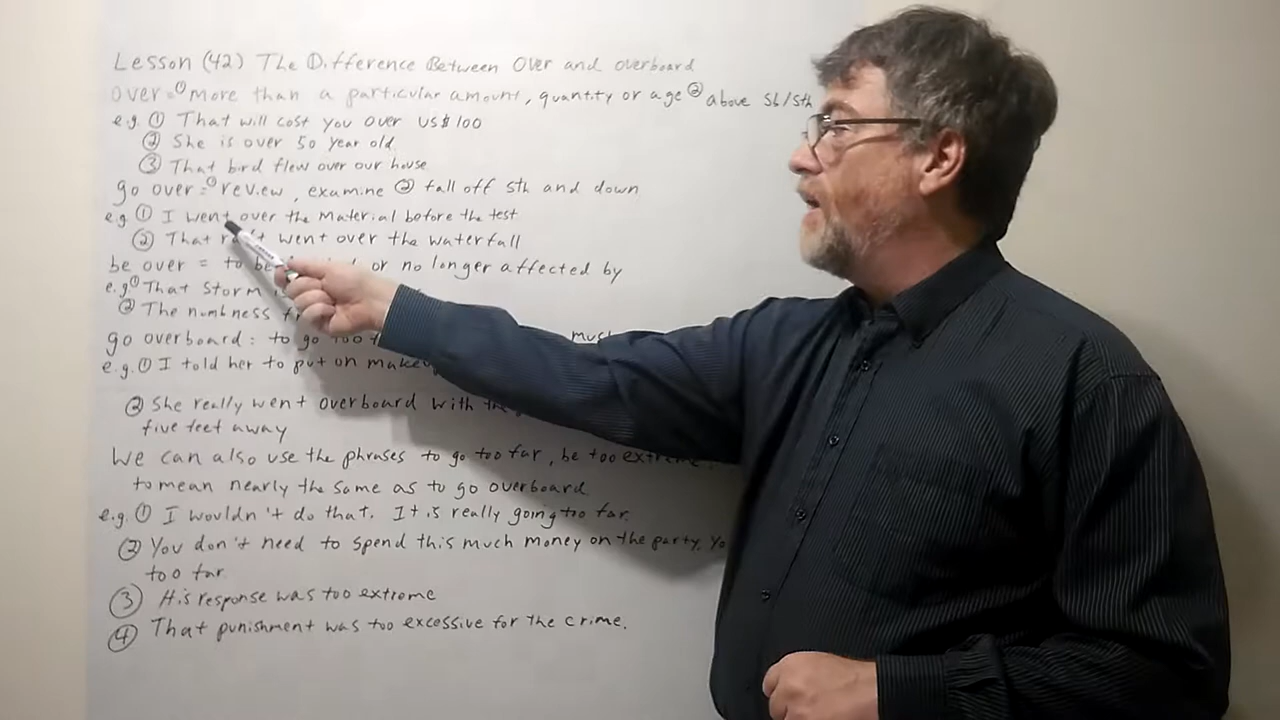 Lesson (42) The Difference Between Over and overboard
Over = ① more than a particular amount, quantity or age ② above sb/sth
e.g. ① That will cost you over US$100
② She is over 50 year old.
③ That bird flew over our house.
go over = ① review, examine ② fall off sth and down
e.g. ① I went over the material before the test
② That went over the waterfall
be over = to or no longer affected by
e.g. ① That storm
② The numbness
go overboard: to go too
e.g. ① I told her to put on
② She really went overboard with
five feet away
We can also use the phrases to go too far, be too extreme,
to mean nearly the same as to go overboard.
e.g. ① I wouldn't do that. It is really going too far.
② You don't need to spend this much money on the party,
too far.
③ His response was too extreme
④ That punishment was too excessive for the crime.